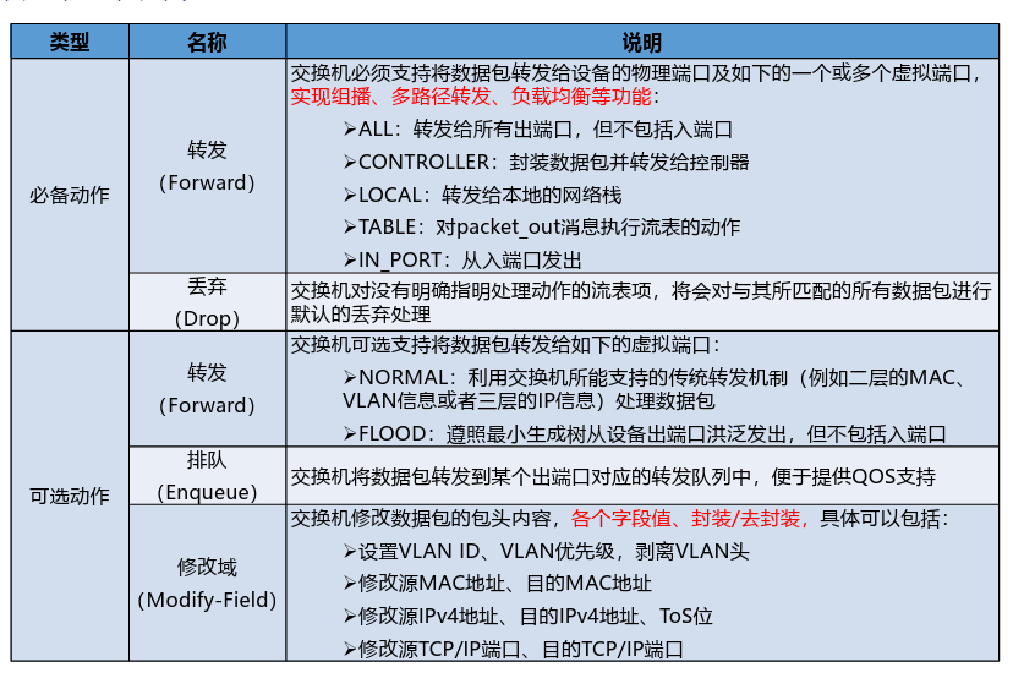 类型
名称
说明
必备动作
转发
(Forward)
交换机必须支持将数据包转发给设备的物理端口及如下的一个或多个虚拟端口，
实现组播、多路径转发、负载均衡等功能：
➢ALL：转发给所有出端口，但不包括入端口
➢CONTROLLER：封装数据包并转发给控制器
➢LOCAL：转发给本地的网络栈
➢TABLE：对packet_out消息执行流表的动作
➢IN_PORT：从入端口发出
丢弃
(Drop)
交换机对没有明确指明处理动作的流表项，将会对与其所匹配的所有数据包进行
默认的丢弃处理
可选动作
转发
(Forward)
交换机可选支持将数据包转发给如下的虚拟端口：
➢NORMAL：利用交换机所能支持的传统转发机制（例如二层的MAC、
VLAN信息或者三层的IP信息）处理数据包
➢FLOOD：遵照最小生成树从设备出端口洪泛发出，但不包括入端口
排队
(Enqueue)
交换机将数据包转发到某个出端口对应的转发队列中，便于提供QOS支持
修改域
(Modify-Field)
交换机修改数据包的包头内容，各个字段值、封装/去封装，具体可以包括：
➢设置VLAN ID、VLAN优先级，剥离VLAN头
➢修改源MAC地址、目的MAC地址
➢修改源IPv4地址、目的IPv4地址、ToS位
➢修改源TCP/IP端口、目的TCP/IP端口